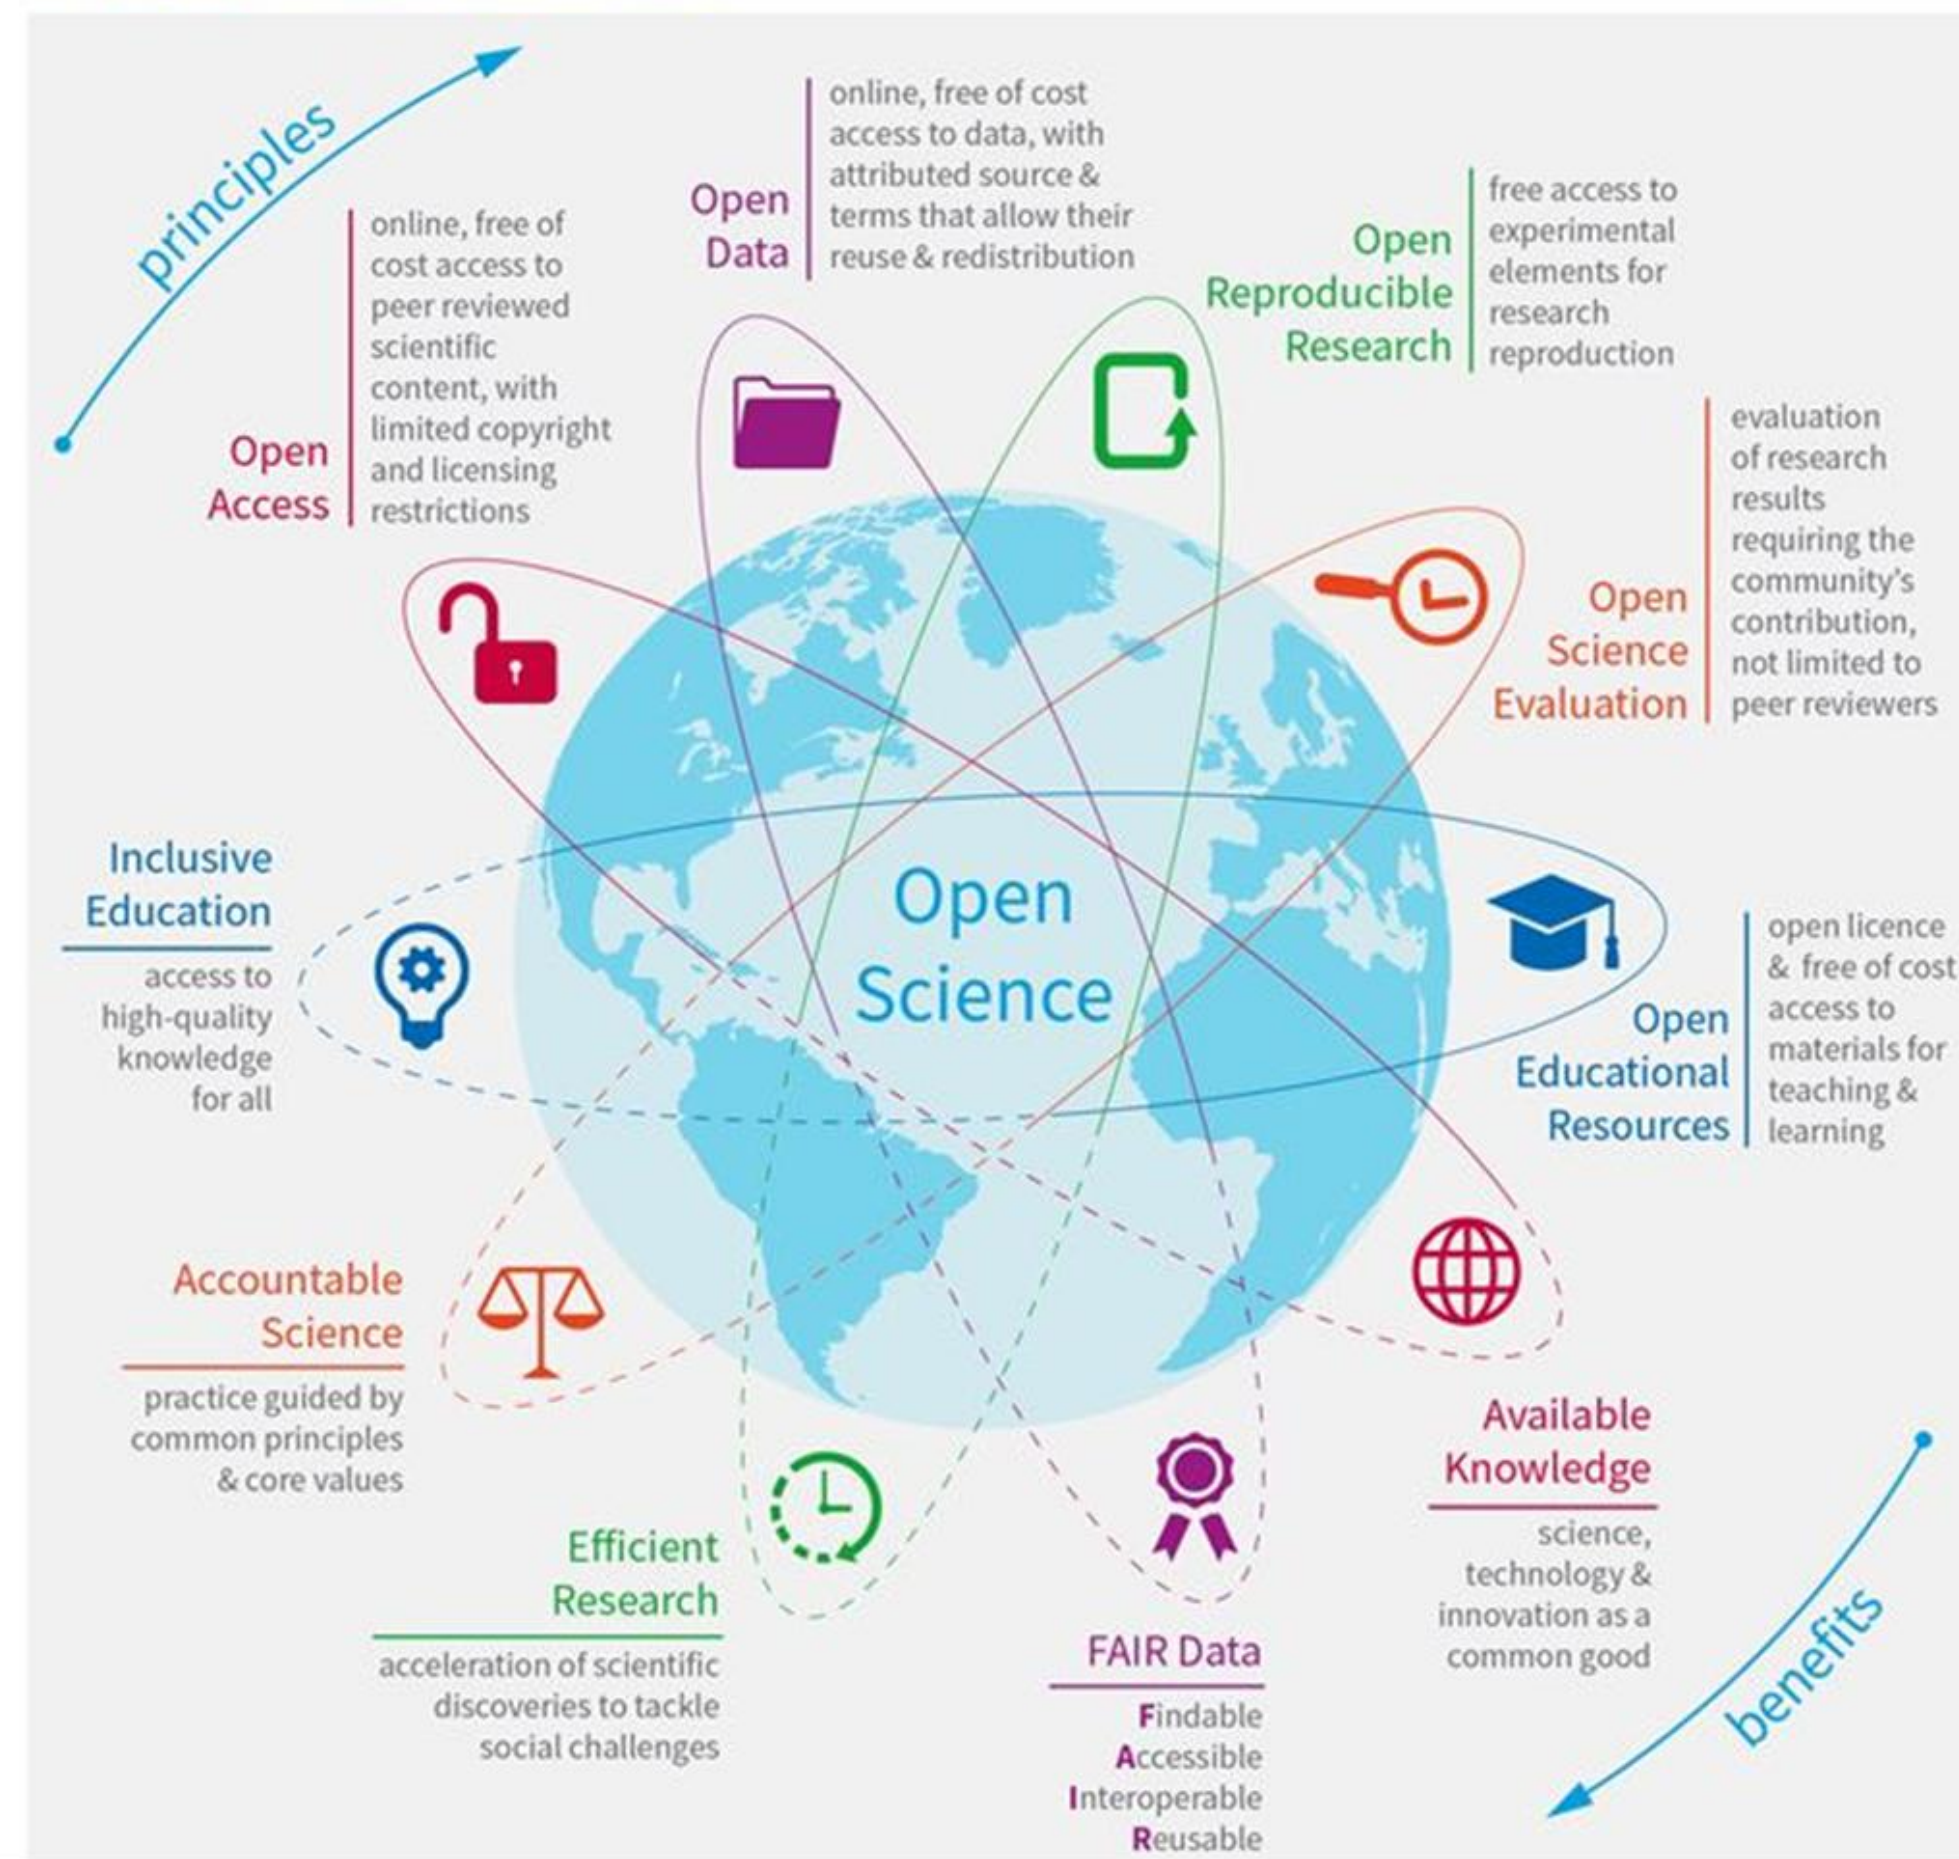 principles
Open
Access
online, free of
cost access to
peer reviewed
scientific
content, with
limited copyright
and licensing
restrictions
Open
Data
online, free of cost
access to data, with
attributed source &
terms that allow their
reuse & redistribution
Open
Reproducible
Research
free access to
experimental
elements for
research
reproduction
Open
Science
Evaluation
evaluation
of research
results
requiring the
community's
contribution,
not limited to
peer reviewers
Open
Educational
Resources
open licence
& free of cost
access to
materials for
teaching &
learning
Open
Science
Inclusive
Education
access to
high-quality
knowledge
for all
Accountable
Science
practice guided by
common principles
& core values
Efficient
Research
acceleration of scientific
discoveries to tackle
social challenges
FAIR Data
Findable
Accessible
Interoperable
Reusable
Available
Knowledge
science,
technology &
innovation as a
common good
benefits